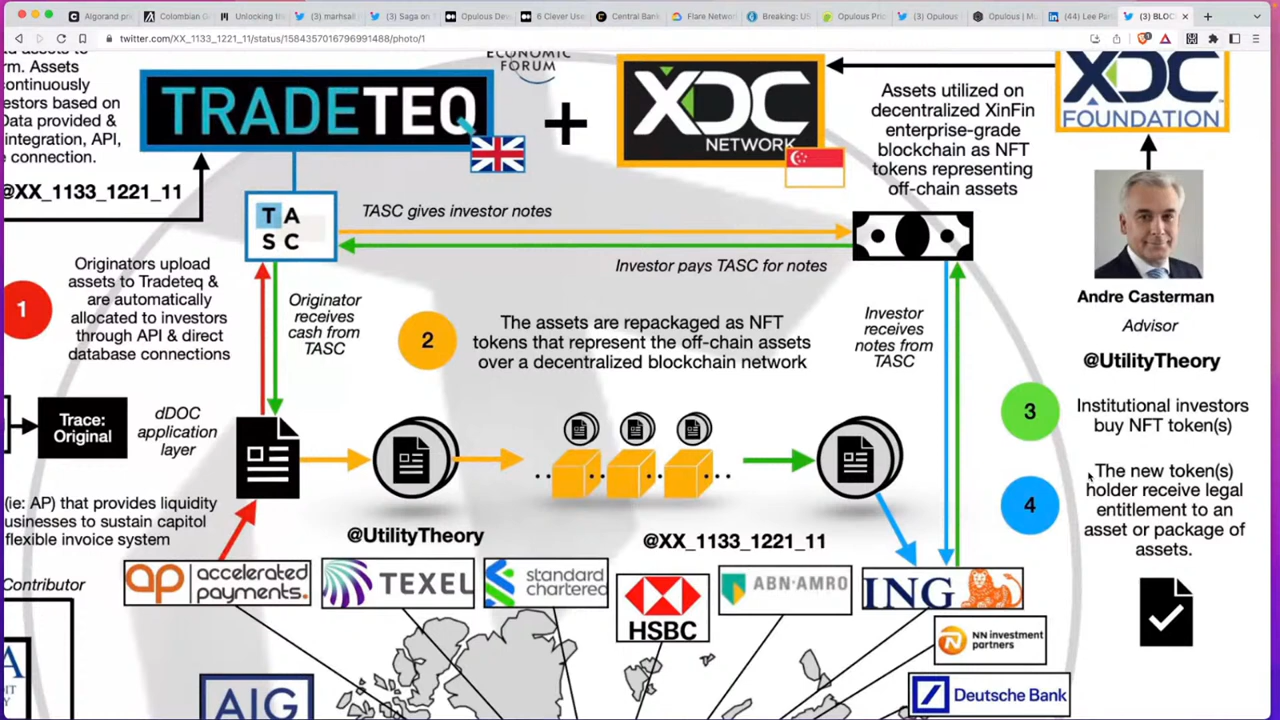 Algorand pr
Colombian G
Unlocking th
(3) marhsal
(3) Saga on
Opulous De
6 Clever Use
Central Bank
Flare Netwo
Breaking: US
Opulous Pri
(3) Opulous
Opulous | M
(44) Lee Pa
(3) BLOC
twitter.com/XX_1133_1221_11/status/1584357016796991488/photo/1
rm. Assets
continuously
vestors based on
Data provided &
integration, API,
e connection.
@XX_1133_1221_11
TRADETEQ
ECONOMIC
FORUM
+
XDC
NETWORK
Assets utilized on
decentralized XinFin
enterprise-grade
blockchain as NFT
tokens representing
off-chain assets
XDC
FOUNDATION
TA
SC
TASC gives investor notes
Investor pays TASC for notes
Andre Casterman
Advisor
@UtilityTheory
1
Originators upload
assets to Tradeteq &
are automatically
allocated to investors
through API & direct
database connections
Originator
receives
cash from
TASC
2
The assets are repackaged as NFT
tokens that represent the off-chain assets
over a decentralized blockchain network
Investor
receives
notes from
TASC
3
Institutional investors
buy NFT token(s)
4
The new token(s)
holder receive legal
entitlement to an
asset or package of
assets.
Trace:
Original
dDOC
application
layer
(ie: AP) that provides liquidity
usinesses to sustain capitol
flexible invoice system
@UtilityTheory
@XX_1133_1221_11
Contributor
ap accelerated
payments.
TEXEL
standard
chartered
HSBC
ABN·AMRO
ING
NN investment
partners
Deutsche Bank
AIG